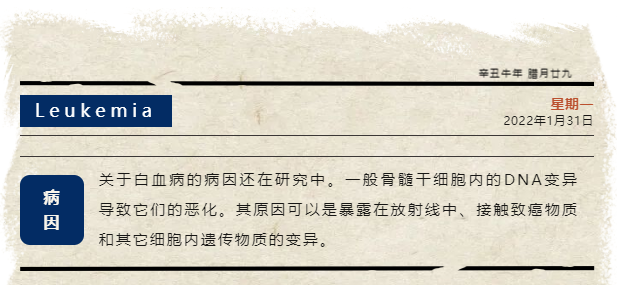 辛丑牛年 腊月廿九
Leukemia
星期一
2022年1月31日
病
因
关于白血病的病因还在研究中。一般骨髓干细胞内的DNA变异
导致它们的恶化。其原因可以是暴露在放射线中、接触致癌物质
和其它细胞内遗传物质的变异。